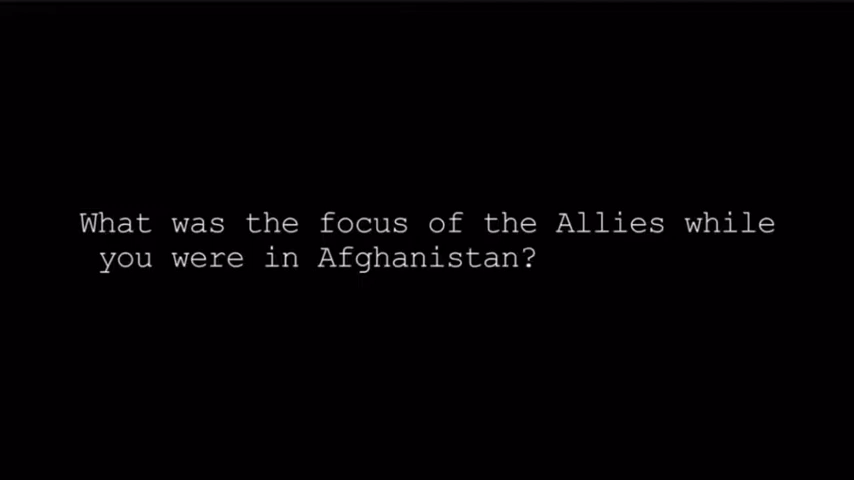 What was the focus of the Allies while
you were in Afghanistan?